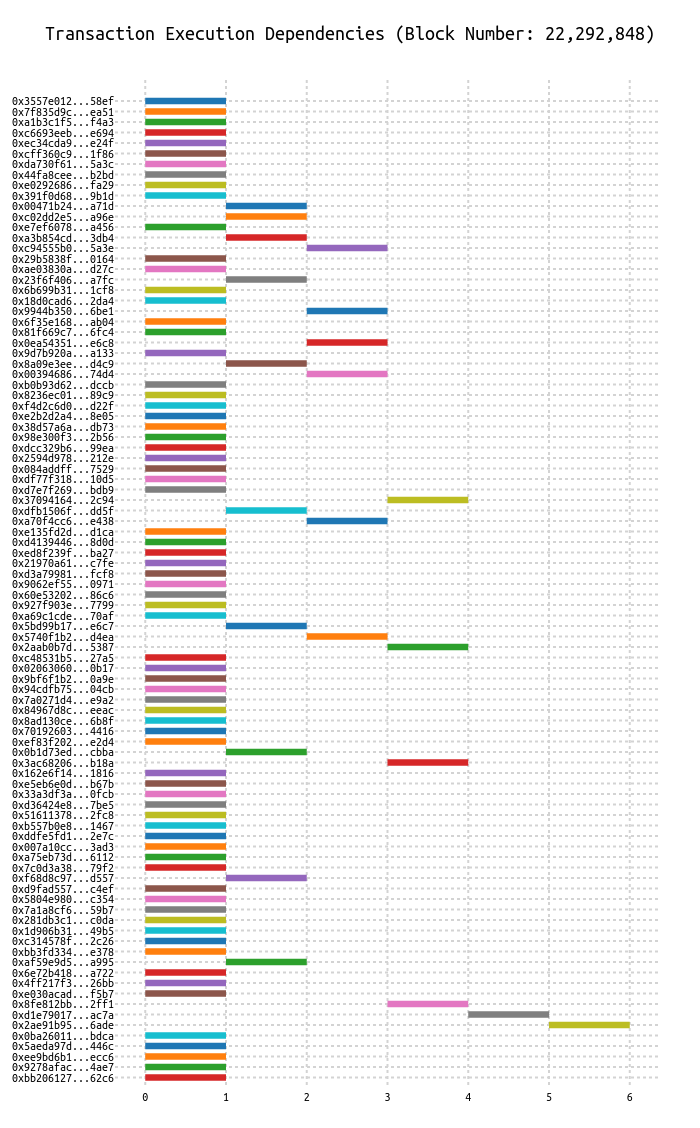 Transaction Execution Dependencies (Block Number: 22,292,848)
0x3557e012...58ef
0x7f835d9c...ea51
0xa1b3c1f5...f4a3
0xc6693eeb...e694
0xec34cda9...e24f
0xcff360c9...1f86
0xda730f61...5a3c
0x44fa8cee...b2bd
0xe0292686...fa29
0x391f0d68...9b1d
0x00471b24...a71d
0xc02dd2e5...a96e
0xe7ef6078...a456
0xa3b854cd...3db4
0xc94555b0...5a3e
0x29b5838f...0164
0xae03830a...d27c
0x23f6f406...a7fc
0x6b699b31...1cf8
0x18d0cad6...2da4
0x9944b350...6be1
0x6f35e168...ab04
0x81f669c7...6fc4
0x0ea54351...e6c8
0x9d7b920a...a133
0x8a09e3ee...d4c9
0x00394686...74d4
0xb0b93d62...dccb
0x8236ec01...89c9
0xf4d2c6d0...d22f
0xe2b2d2a4...8e05
0x38d57a6a...db73
0x98e300f3...2b56
0xdcc329b6...99ea
0x2594d978...212e
0x084addff...7529
0xdf77f318...10d5
0xd7e7f269...bdb9
0x37094164...2c94
0xdfb1506f...dd5f
0xa70f4cc6...e438
0xe135fd2d...d1ca
0xd4139446...8d0d
0xed8f239f...ba27
0x21970a61...c7fe
0xd3a79981...fcf8
0x9062ef55...0971
0x60e53202...86c6
0x927f903e...7799
0xa69c1cde...70af
0x5bd99b17...e6c7
0x5740f1b2...d4ea
0x2aab0b7d...5387
0xc48531b5...27a5
0x02063060...0b17
0x9bf6f1b2...0a9e
0x94cdfb75...04cb
0x7a0271d4...e9a2
0x84967d8c...eeac
0x8ad130ce...6b8f
0x70192603...4416
0xef83f202...e2d4
0x0b1d73ed...cbba
0x3ac68206...b18a
0x162e6f14...1816
0xe5eb6e0d...b67b
0x33a3df3a...0fcb
0xd36424e8...7be5
0x51611378...2fc8
0xb557b0e8...1467
0xddfe5fd1...2e7c
0x007a10cc...3ad3
0xa75eb73d...6112
0x7c0d3a38...79f2
0xf68d8c97...d557
0xd9fad557...c4ef
0x5804e980...c354
0x7a1a8cf6...59b7
0x281db3c1...c0da
0x1d906b31...49b5
0xc314578f...2c26
0xbb3fd334...e378
0xaf59e9d5...a995
0x6e72b418...a722
0x4ff217f3...26bb
0xe030acad...f5b7
0x8fe812bb...2ff1
0xd1e79017...ac7a
0x2ae91b95...6ade
0x0ba26011...bdca
0x5aeda97d...446c
0xee9bd6b1...ecc6
0x9278afac...4ae7
0xbb206127...62c6
0 1 2 3 4 5 6